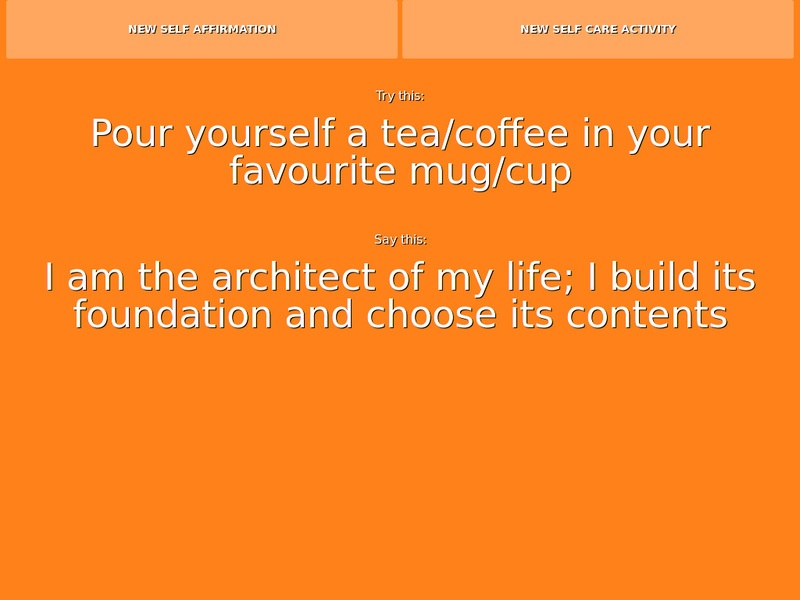 NEW SELF AFFIRMATION
NEW SELF CARE ACTIVITY
Try this:
Pour yourself a tea/coffee in your
favourite mug/cup
Say this:
I am the architect of my life; I build its
foundation and choose its contents